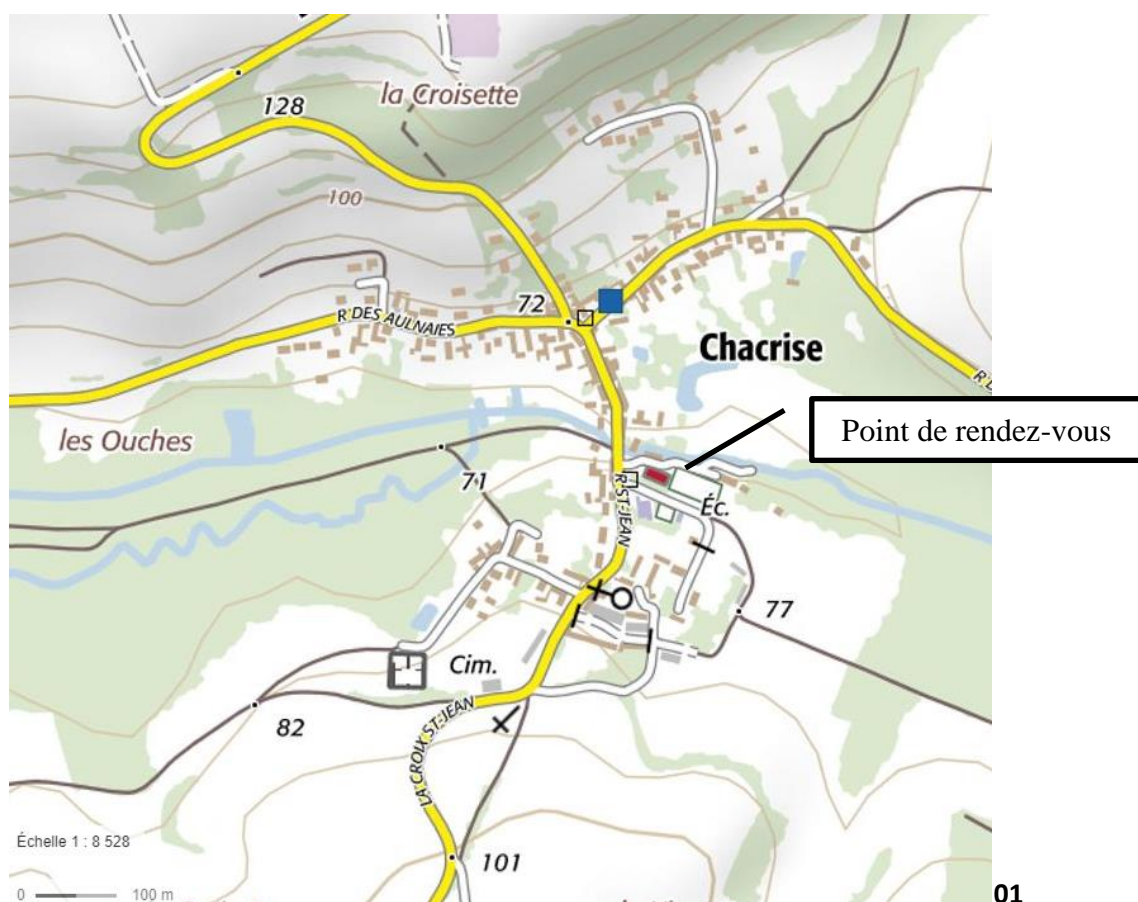 la Croisette
128
100
72
R DES AULNAIES
Chacrise
R D
les Ouches
Point de rendez-vous
71
R ST-JEAN
Éc.
77
Cim.
82
LA CROIX ST-JEAN
Échelle 1 : 8 528
101
0 100 m
01